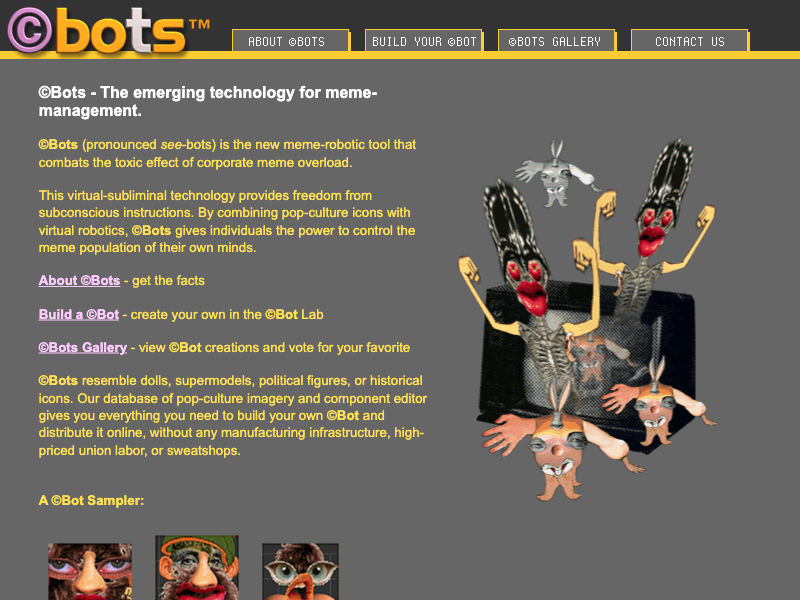 ©bots™
ABOUT ©BOTS
BUILD YOUR ©BOT
©BOTS GALLERY
CONTACT US
©Bots - The emerging technology for meme-
management.
©Bots (pronounced see-bots) is the new meme-robotic tool that
combats the toxic effect of corporate meme overload.
This virtual-subliminal technology provides freedom from
subconscious instructions. By combining pop-culture icons with
virtual robotics, ©Bots gives individuals the power to control the
meme population of their own minds.
About ©Bots - get the facts
Build a ©Bot - create your own in the ©Bot Lab
©Bots Gallery - view ©Bot creations and vote for your favorite
©Bots resemble dolls, supermodels, political figures, or historical
icons. Our database of pop-culture imagery and component editor
gives you everything you need to build your own ©Bot and
distribute it online, without any manufacturing infrastructure, high-
priced union labor, or sweatshops.
A ©Bot Sampler: